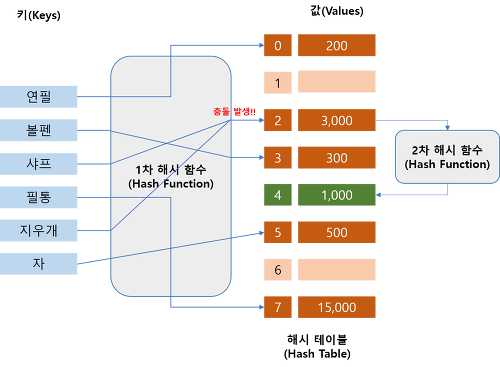 키(Keys)
값(Values)
연필
볼펜
샤프
필통
지우개
자
1차 해시 함수
(Hash Function)
충돌 발생!!
0 200
1
2 3,000
3 300
4 1,000
5 500
6
7 15,000
2차 해시 함수
(Hash Function)
해시 테이블
(Hash Table)